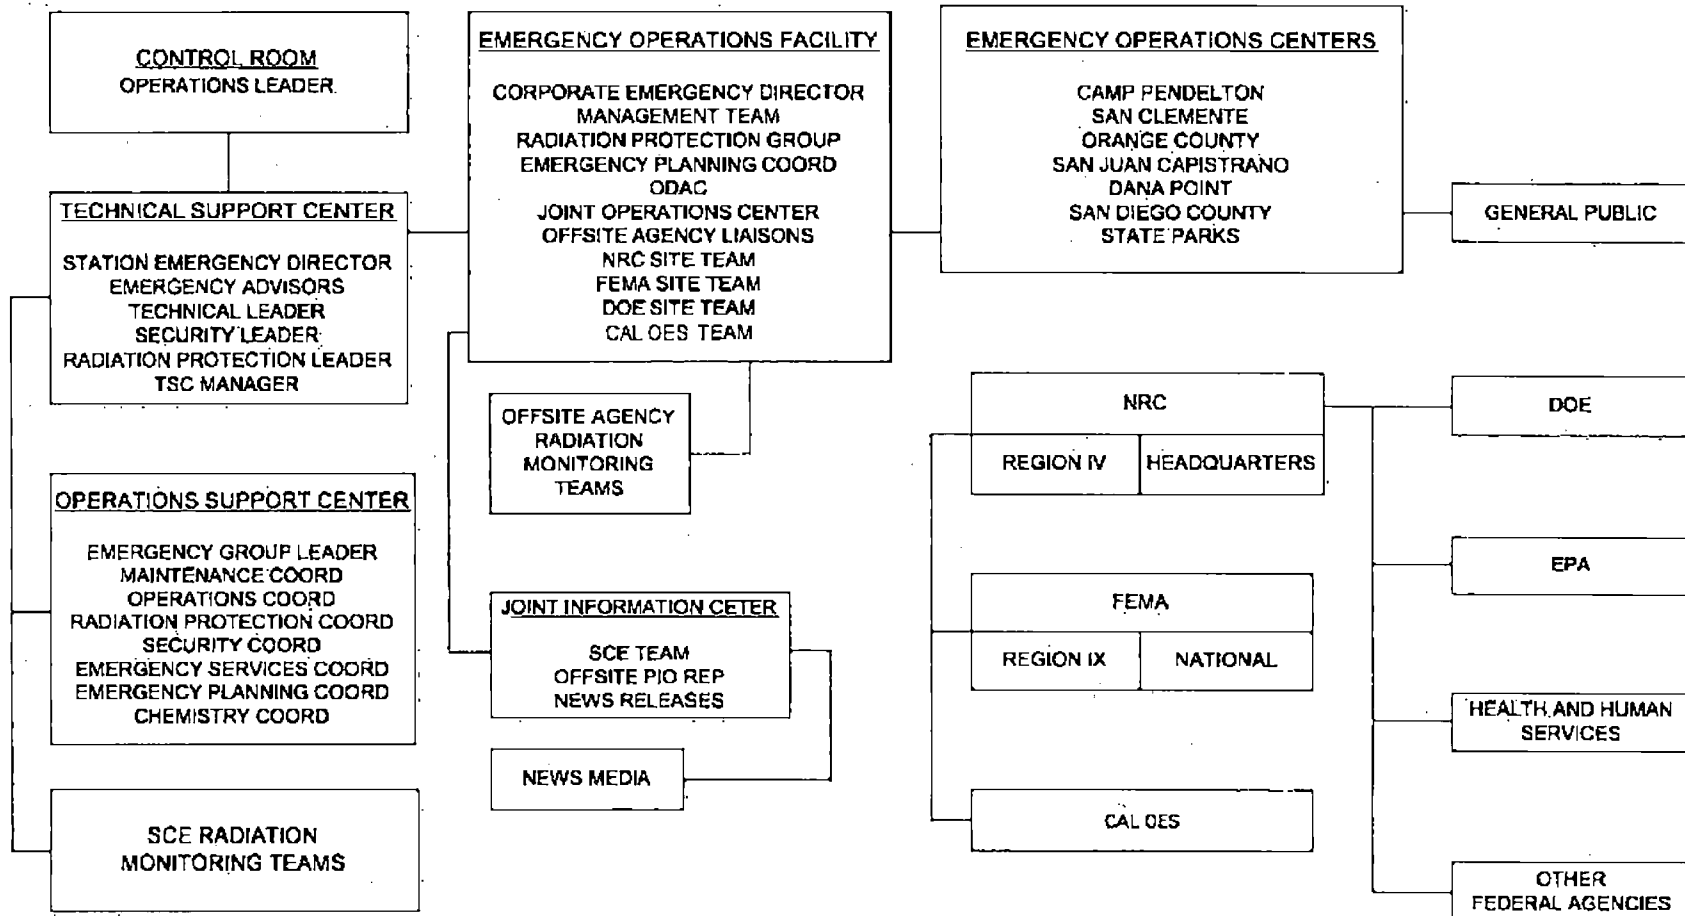 CONTROL ROOM
OPERATIONS LEADER
TECHNICAL SUPPORT CENTER
STATION EMERGENCY DIRECTOR
EMERGENCY ADVISORS
TECHNICAL LEADER
SECURITY LEADER
RADIATION PROTECTION LEADER
TSC MANAGER
OPERATIONS SUPPORT CENTER
EMERGENCY GROUP LEADER
MAINTENANCE COORD
OPERATIONS COORD
RADIATION PROTECTION COORD
SECURITY COORD
EMERGENCY SERVICES COORD
EMERGENCY PLANNING COORD
CHEMISTRY COORD
SCE RADIATION
MONITORING TEAMS
EMERGENCY OPERATIONS FACILITY
CORPORATE EMERGENCY DIRECTOR
MANAGEMENT TEAM
RADIATION PROTECTION GROUP
EMERGENCY PLANNING COORD
ODAC
JOINT OPERATIONS CENTER
OFFSITE AGENCY LIAISONS
NRC SITE TEAM
FEMA SITE TEAM
DOE SITE TEAM
CAL OES TEAM
OFFSITE AGENCY
RADIATION
MONITORING
TEAMS
JOINT INFORMATION CETER
SCE TEAM
OFFSITE PIO REP
NEWS RELEASES
NEWS MEDIA
EMERGENCY OPERATIONS CENTERS
CAMP PENDELTON
SAN CLEMENTE
ORANGE COUNTY
SAN JUAN CAPISTRANO
DANA POINT
SAN DIEGO COUNTY
STATE PARKS
GENERAL PUBLIC
NRC
REGION IV
HEADQUARTERS
FEMA
REGION IX
NATIONAL
CAL OES
DOE
EPA
HEALTH AND HUMAN
SERVICES
OTHER
FEDERAL AGENCIES